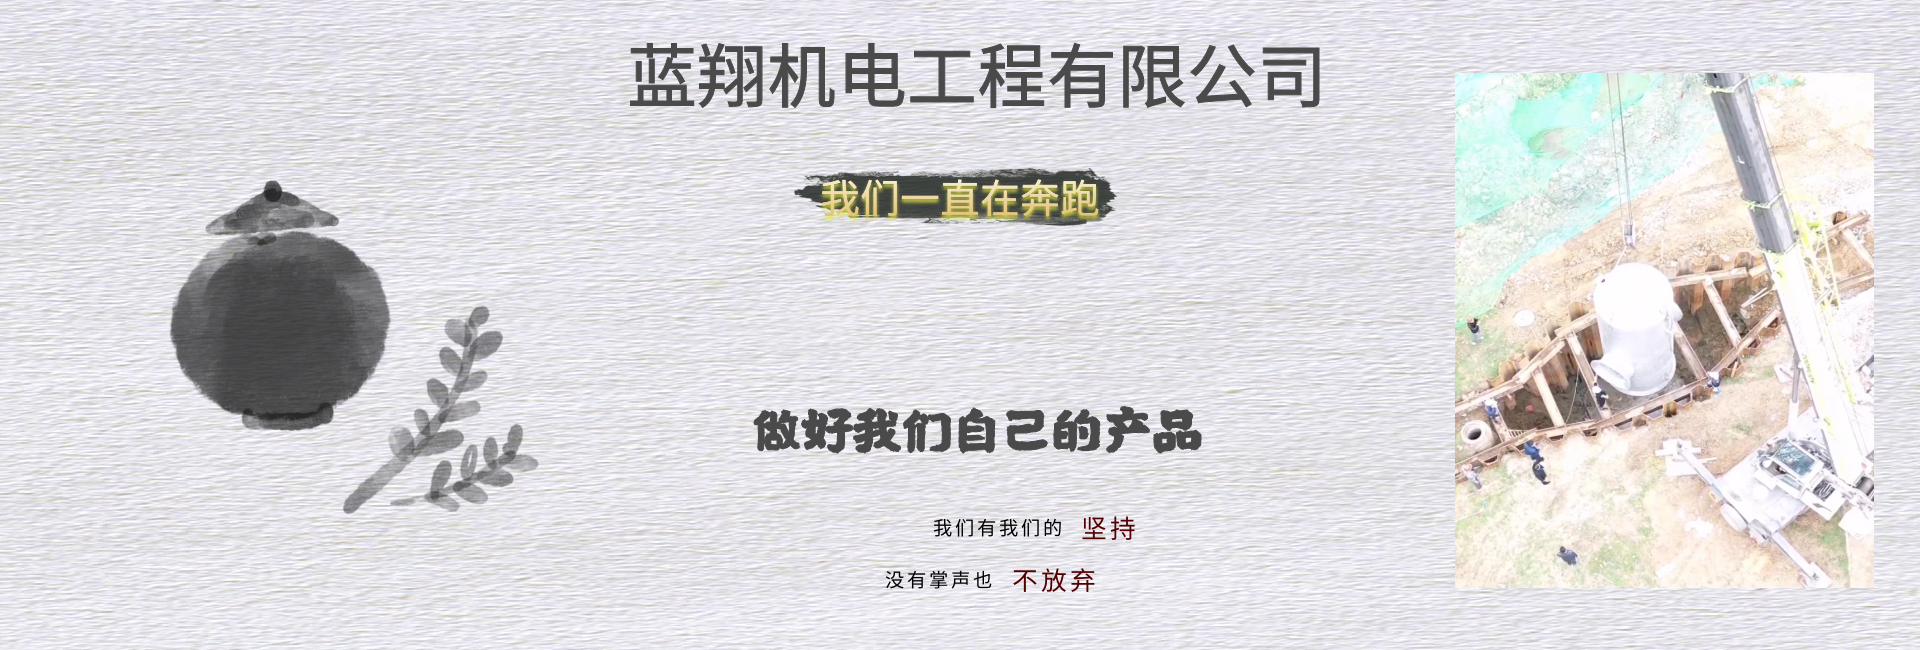 蓝翔机电工程有限公司
我们一直在奔跑
做好我们自己的产品
我们有我们的 坚持
没有掌声也 不放弃